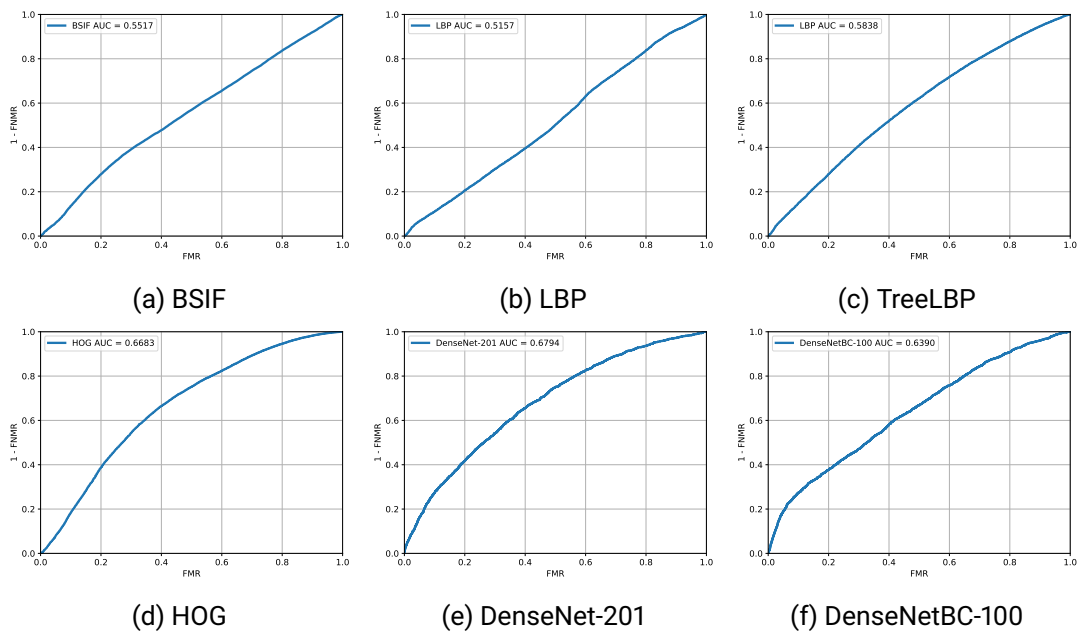 BSIF AUC = 0.5517
1.0
0.8
0.6
0.4
0.2
0.0
1 - FNMR
0.0 0.2 0.4 0.6 0.8 1.0
FMR
(a) BSIF
LBP AUC = 0.5157
1.0
0.8
0.6
0.4
0.2
0.0
1 - FNMR
0.0 0.2 0.4 0.6 0.8 1.0
FMR
(b) LBP
LBP AUC = 0.5838
1.0
0.8
0.6
0.4
0.2
0.0
1 - FNMR
0.0 0.2 0.4 0.6 0.8 1.0
FMR
(c) TreeLBP
HOG AUC = 0.6683
1.0
0.8
0.6
0.4
0.2
0.0
1 - FNMR
0.0 0.2 0.4 0.6 0.8 1.0
FMR
(d) HOG
DenseNet-201 AUC = 0.6794
1.0
0.8
0.6
0.4
0.2
0.0
1 - FNMR
0.0 0.2 0.4 0.6 0.8 1.0
FMR
(e) DenseNet-201
DenseNetBC-100 AUC = 0.6390
1.0
0.8
0.6
0.4
0.2
0.0
1 - FNMR
0.0 0.2 0.4 0.6 0.8 1.0
FMR
(f) DenseNetBC-100